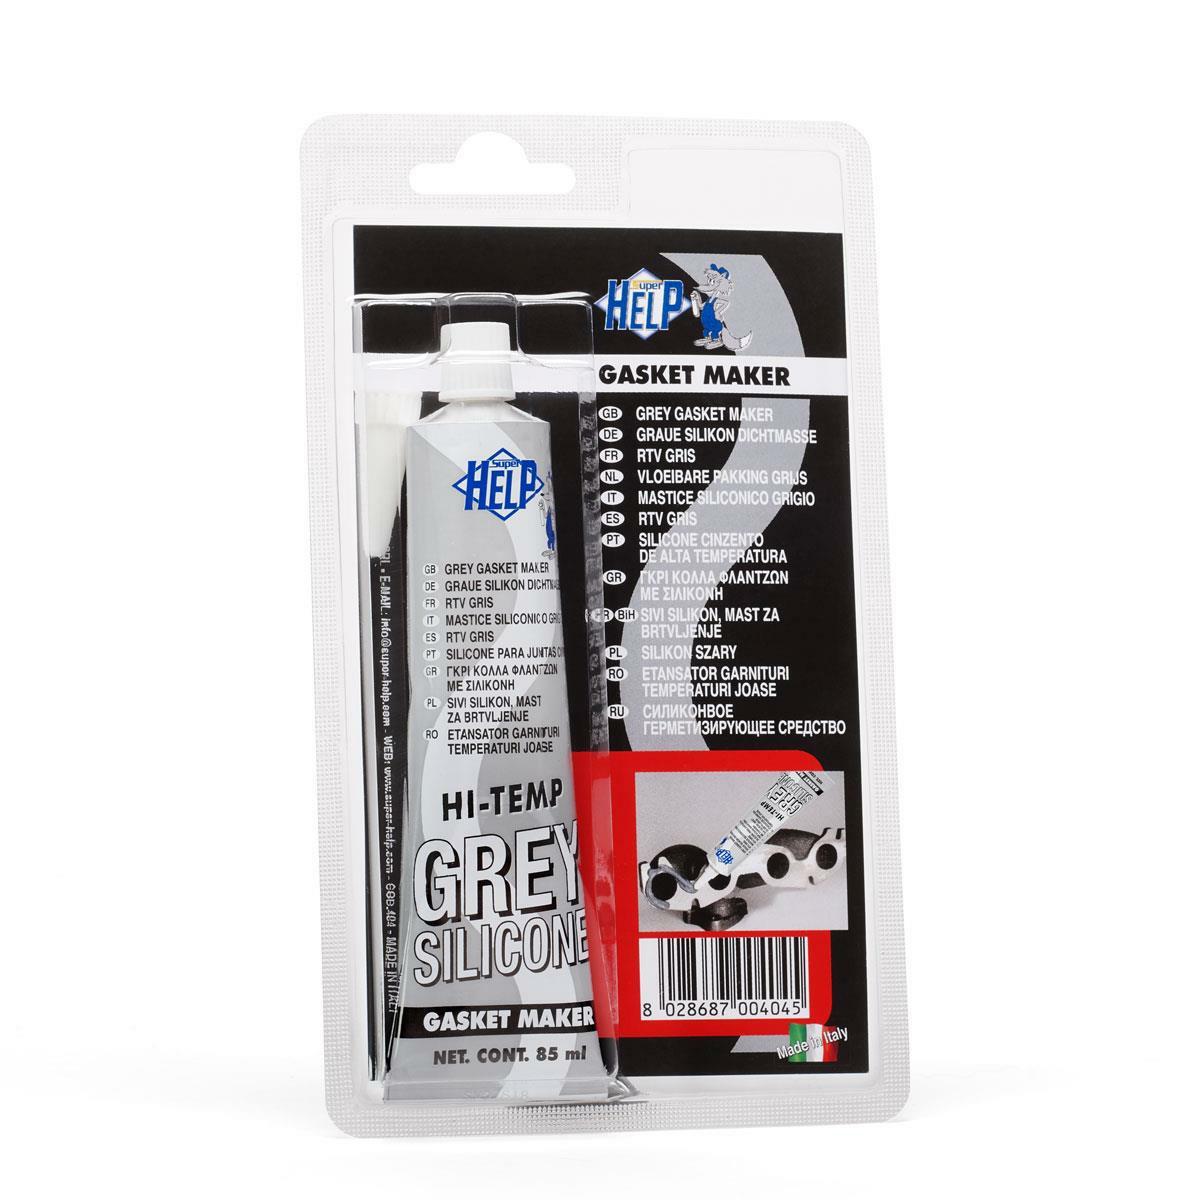 Super
HELP
GASKET MAKER
GB GREY GASKET MAKER
DE GRAUE SILIKON DICHTMASSE
FR RTV GRIS
NL VLOEIBARE PAKKING GRIJS
IT MASTICE SILICONICO GRIGIO
ES RTV GRIS
PT SILICONE CINZENTO
DE ALTA TEMPERATURA
GR ΓΚΡΙ ΚΟΛΛΑ ΦΛΑΝΤΖΩΝ
ΜΕ ΣΙΛΙΚΟΝΗ
BiH SIVI SILIKON, MAST ZA
BRTVLJENJE
PL SILIKON SZARY
RO ETANSATOR GARNITURI
TEMPERATURI JOASE
RU СИЛИКОНВОЕ
ГЕРМЕТИЗИРУЮЩЕЕ СРЕДСТВО
Super
HELP
GB GREY GASKET MAKER
DE GRAUE SILIKON DICHTMASSE
FR RTV GRIS
IT MASTICE SILICONICO
ES RTV GRIS
PT SILICONE PARA JUNTAS
GR ΓΚΡΙ ΚΟΛΛΑ ΦΛΑΝΤΖΩΝ
ΜΕ ΣΙΛΙΚΟΝΗ
PL SIVI SILIKON, MAST
ZA BRTVLJENJE
RO ETANSATOR GARNITURI
TEMPERATURI JOASE
HI-TEMP
GREY
SILICONE
GASKET MAKER
NET. CONT. 85 ml
E-MAIL: info@super-help.com - WEB: www.super-help.com - COD.404 - MADE IN ITALY
HELP
HI-TEMP
8 028687 004045
Made in Italy